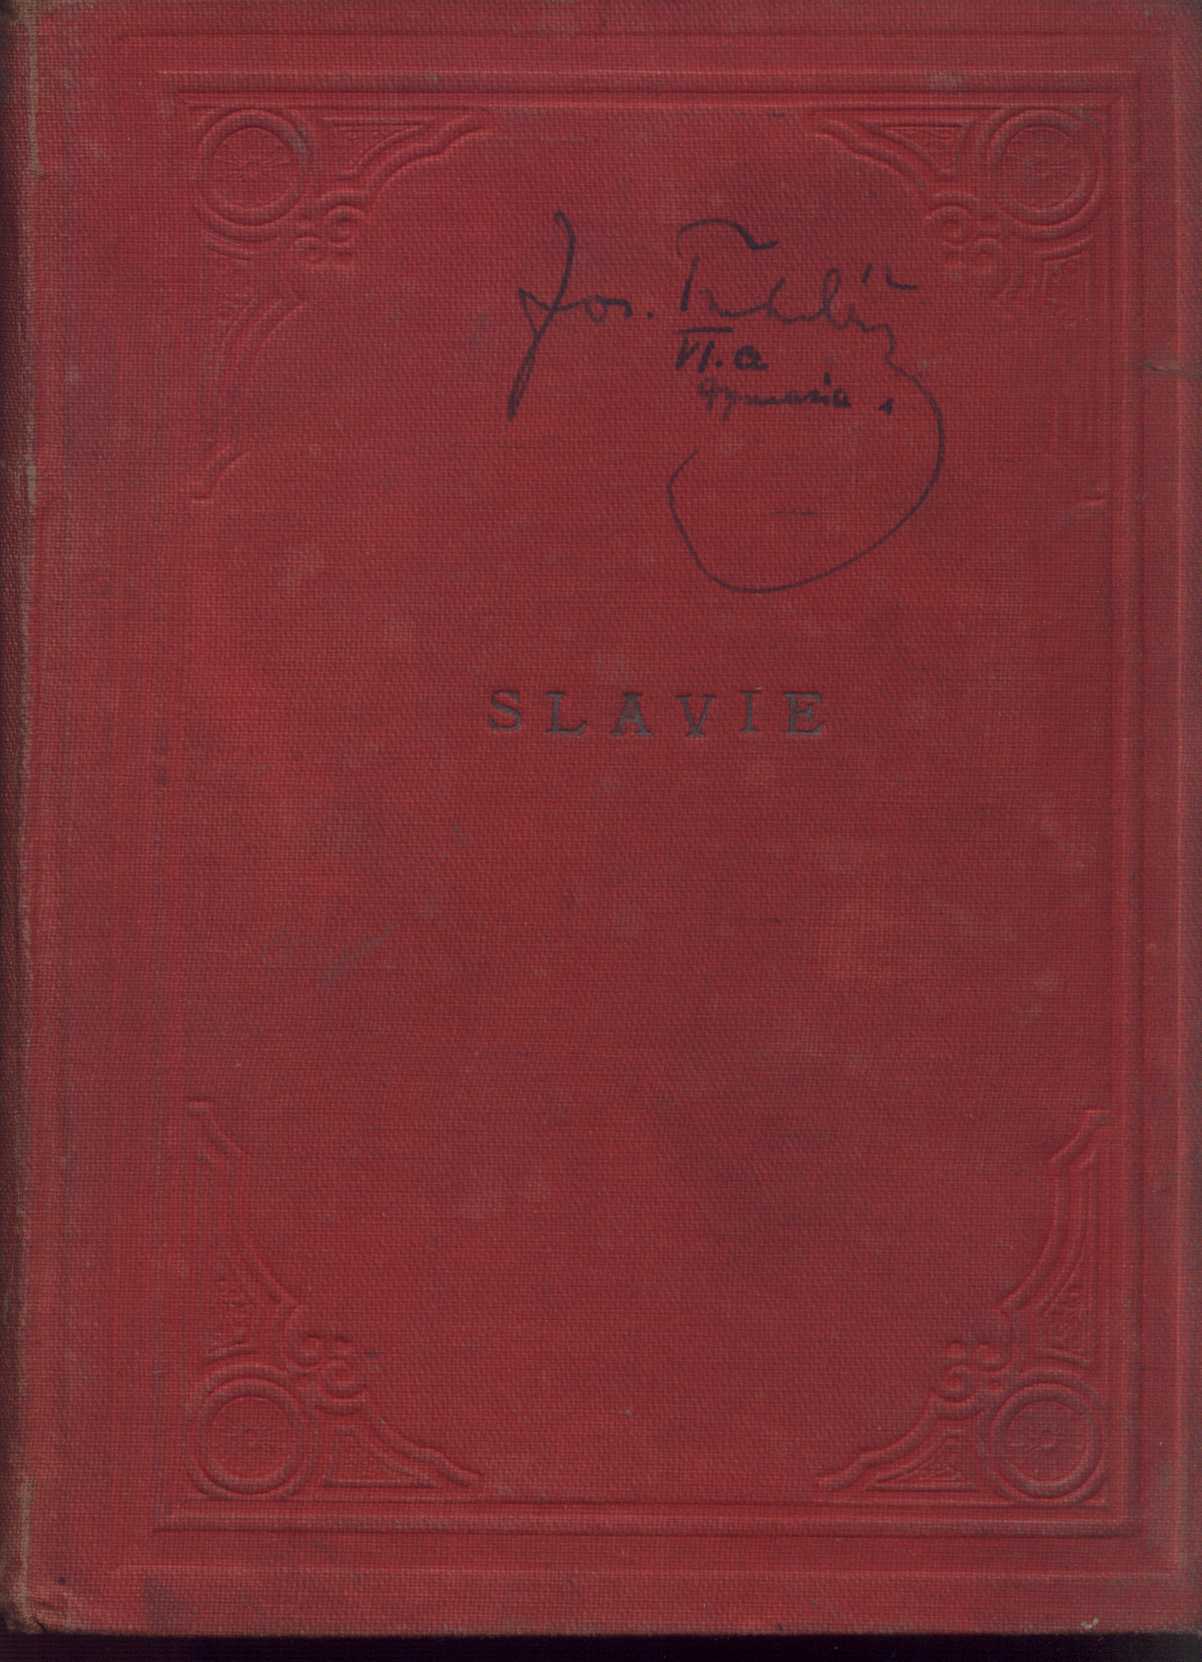 Jos.
VI. a
gymnasia.
SLAVIE